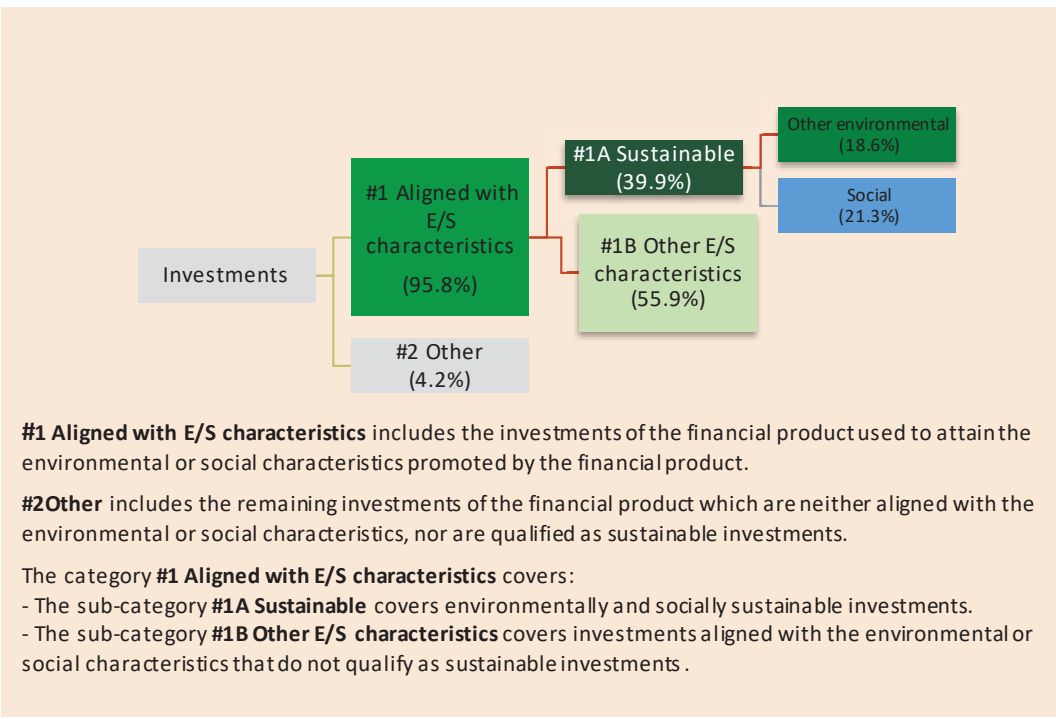 Investments
#1 Aligned with
E/S
characteristics
(95.8%)
#2 Other
(4.2%)
#1A Sustainable
(39.9%)
#1B Other E/S
characteristics
(55.9%)
Other environmental
(18.6%)
Social
(21.3%)
#1 Aligned with E/S characteristics includes the investments of the financial product used to attain the
environmental or social characteristics promoted by the financial product.
#2Other includes the remaining investments of the financial product which are neither aligned with the
environmental or social characteristics, nor are qualified as sustainable investments.
The category #1 Aligned with E/S characteristics covers:
- The sub-category #1A Sustainable covers environmentally and socially sustainable investments.
- The sub-category #1B Other E/S characteristics covers investments aligned with the environmental or
social characteristics that do not qualify as sustainable investments .